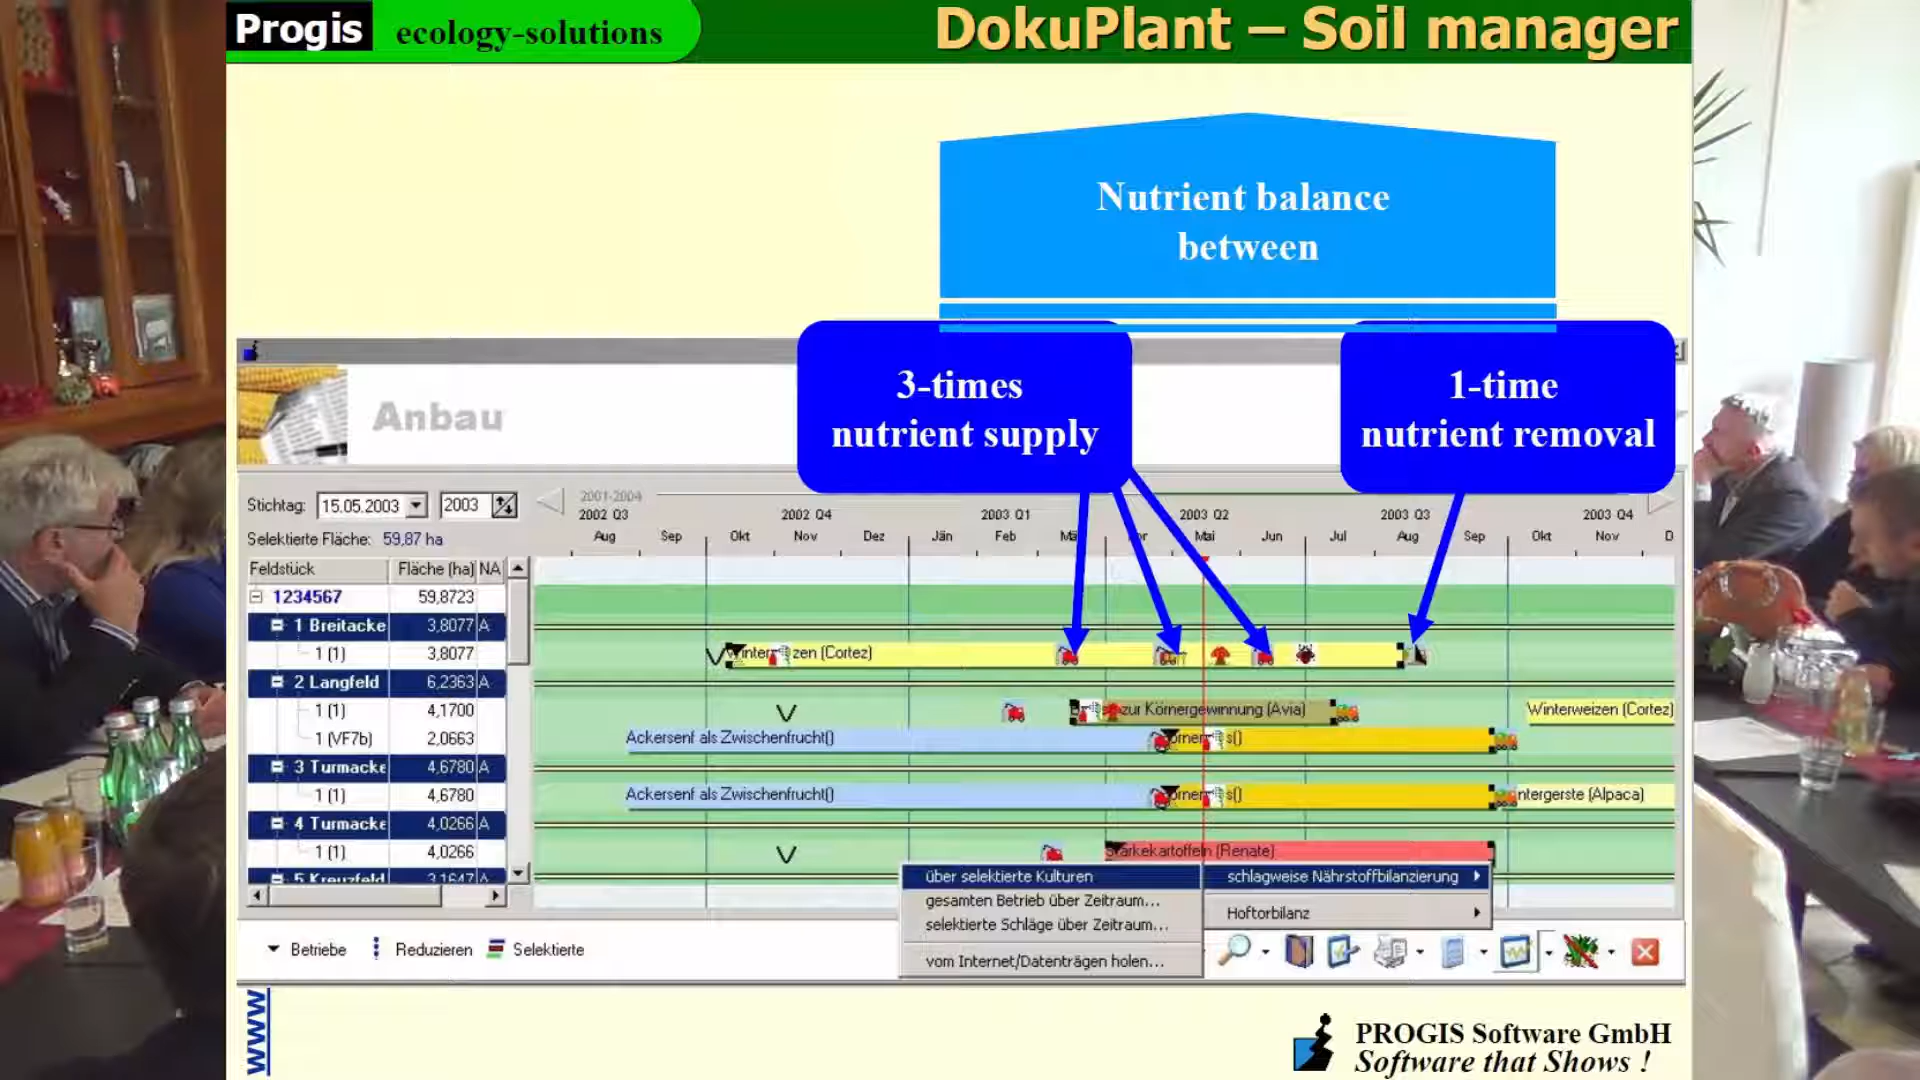 Progis ecology-solutions
DokuPlant – Soil manager
Nutrient balance
between
3-times
nutrient supply
1-time
nutrient removal
Anbau
Stichtag: 15.05.2003 2003
Selektierte Fläche: 59,87 ha
2001-2004
2002 Q3 2002 Q4 2003 Q1 2003 Q2 2003 Q3 2003 Q4
Aug Sep Okt Nov Dez Jän Feb Mai Jun Jul Aug Sep Okt Nov D
Feldstück Fläche (ha) NA
1234567 59,8723
1 Breitacke 3,8077 A
1 (1) 3,8077
(Cortez)
2 Langfeld 6,2363 A
1 (1) 4,1700
zur Körnergewinnung (Avia) Winterweizen (Cortez)
1 (VF7b) 2,0663
Ackersenf als Zwischenfrucht()
3 Turmacke 4,6780 A
1 (1) 4,6780
Ackersenf als Zwischenfrucht() ntergerste (Alpaca)
4 Turmacke 4,0266 A
1 (1) 4,0266
Stärkekartoffeln (Renate)
5 Kreuzfeld 3,1647 A
über selektierte Kulturen
gesamten Betrieb über Zeitraum...
selektierte Schläge über Zeitraum...
vom Internet/Datenträgen holen...
schlagweise Nährstoffbilanzierung
Hoftorbilanz
Betriebe Reduzieren Selektierte
www
PROGIS Software GmbH
Software that Shows !